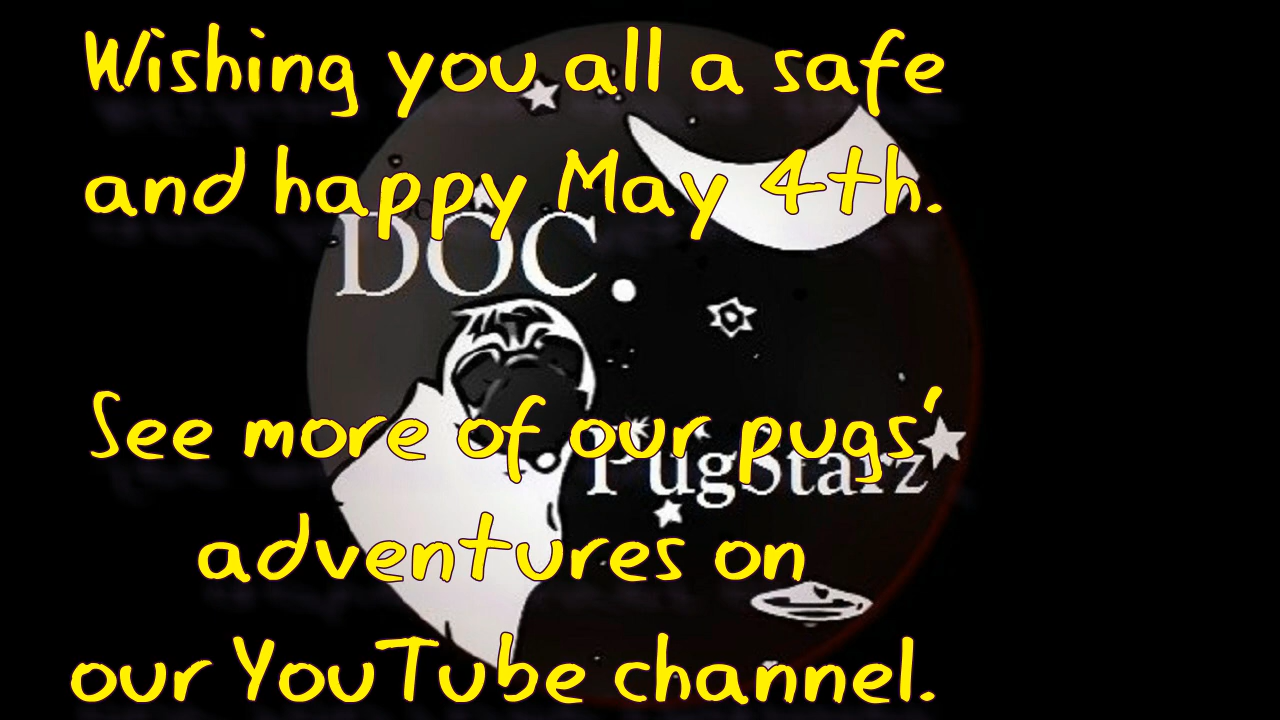 Wishing you all a safe
and happy May 4th.
DOC.
See more of our pugs'
PugStarz
adventures on
our YouTube channel.